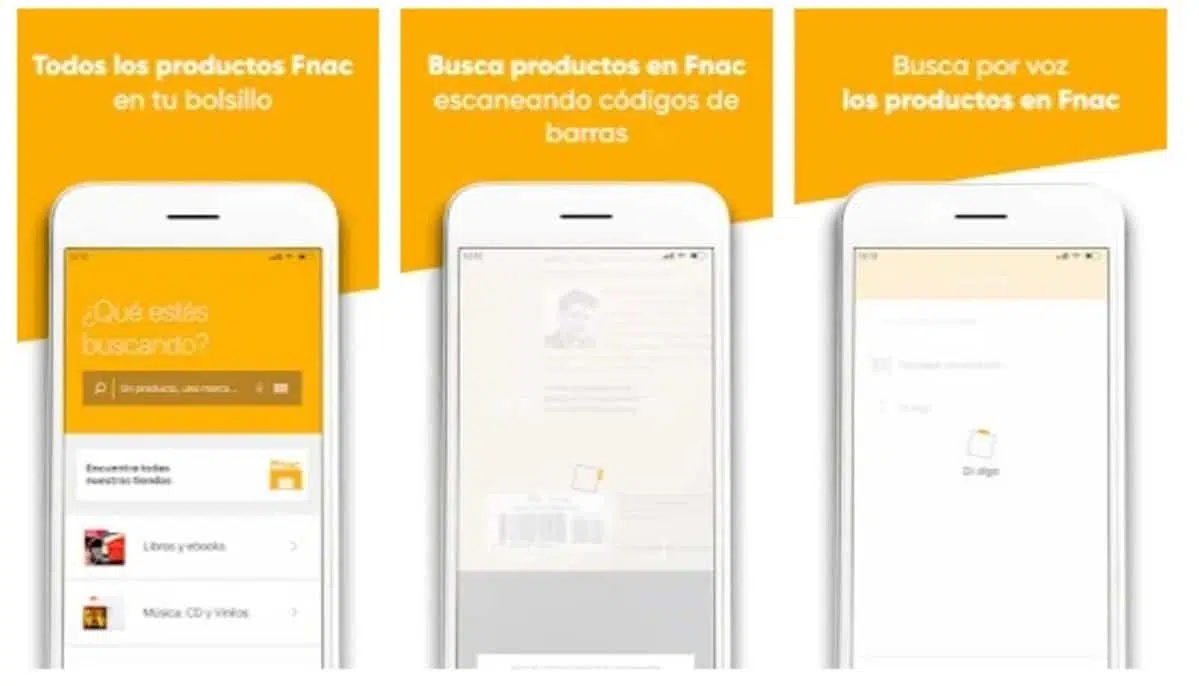 Todos los productos Fnac
en tu bolsillo
¿Qué estás
buscando?
Un producto, una marca...
Encuentra todas
nuestras tiendas
Libros y ebooks
Música: CD y Vinilos
Busca productos en Fnac
escaneando códigos de
barras
Busca por voz
los productos en Fnac
Di algo